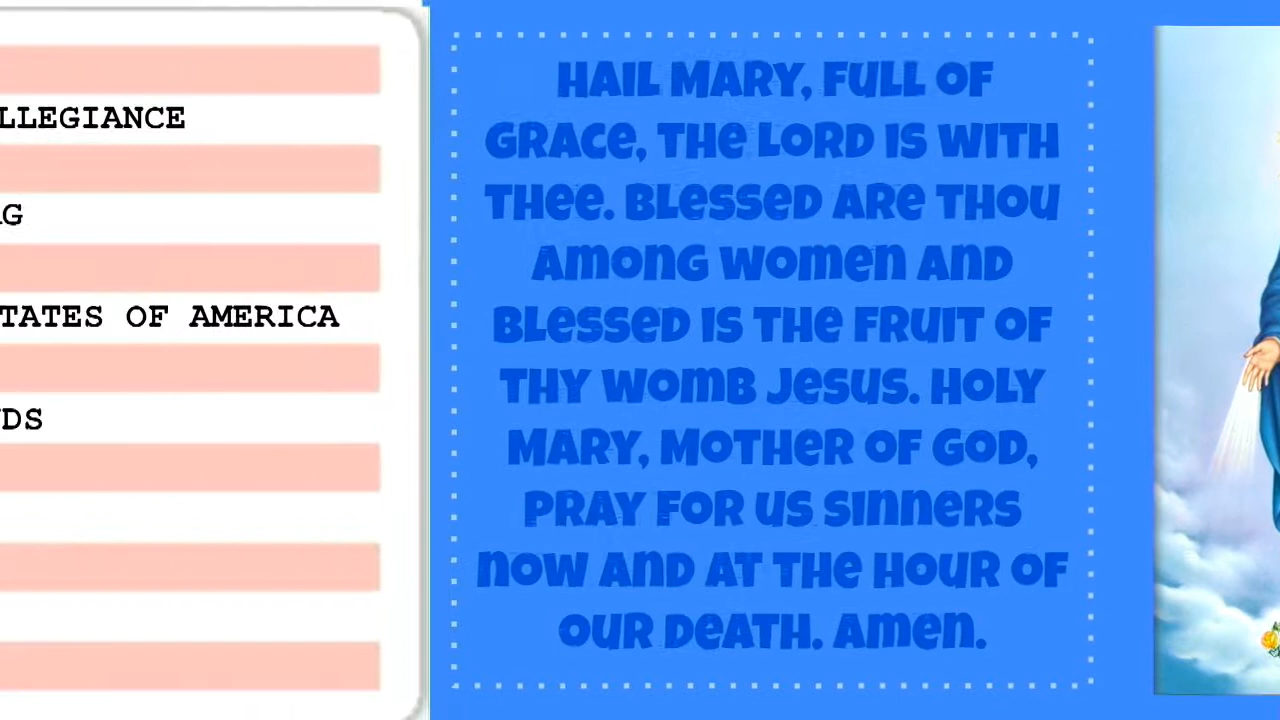 LLEGIANCE
TATES OF AMERICA
HAIL MARY, FULL OF
GRACE, THE LORD IS WITH
THEE. BLESSED ARE THOU
AMONG WOMEN AND
BLESSED IS THE FRUIT OF
THY WOMB JESUS. HOLY
MARY, MOTHER OF GOD,
PRAY FOR US SINNERS
NOW AND AT THE HOUR OF
OUR DEATH. AMEN.